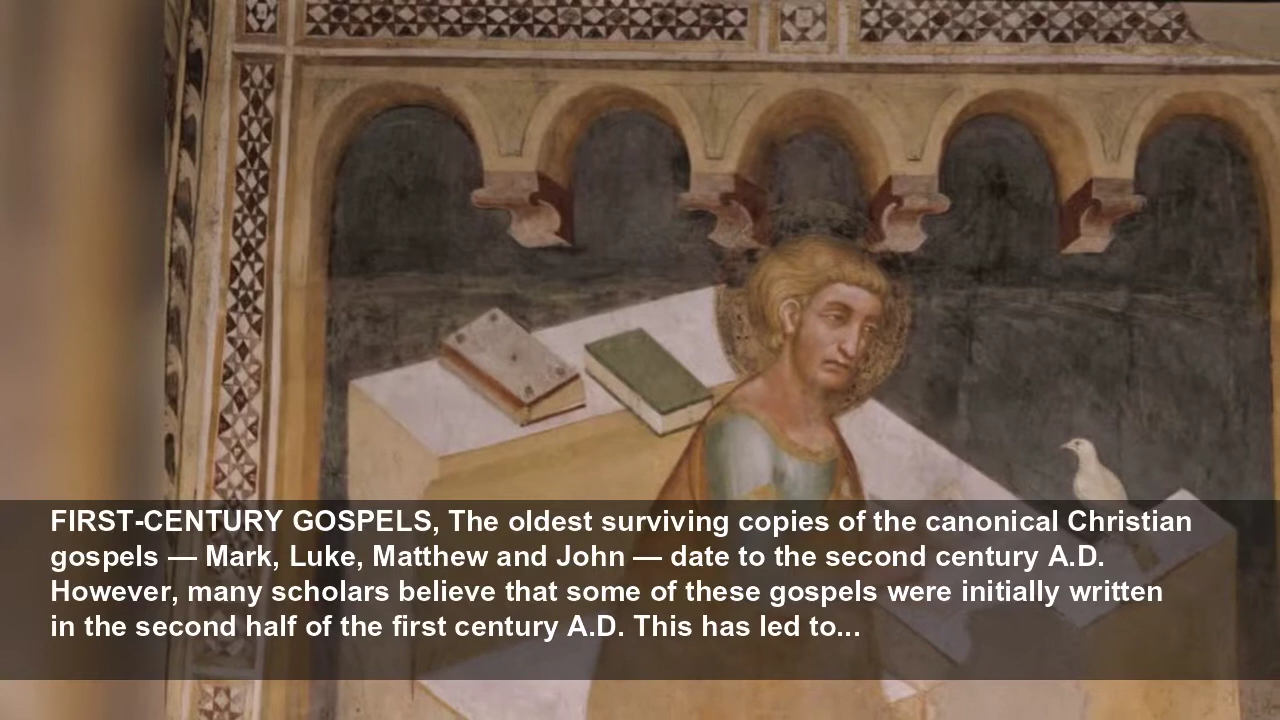 FIRST-CENTURY GOSPELS, The oldest surviving copies of the canonical Christian
gospels — Mark, Luke, Matthew and John — date to the second century A.D.
However, many scholars believe that some of these gospels were initially written
in the second half of the first century A.D. This has led to...